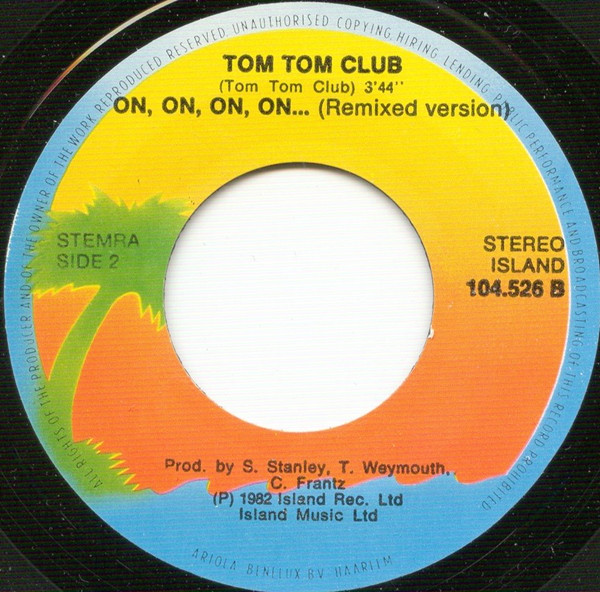 ALL RIGHTS OF THE PRODUCER AND OF THE OWNER OF THE WORK REPRODUCED RESERVED. UNAUTHORISED COPYING, HIRING, LENDING, PUBLIC PERFORMANCE AND BROADCASTING OF THIS RECORD PROHIBITED
TOM TOM CLUB
(Tom Tom Club) 3'44''
ON, ON, ON, ON... (Remixed version)
STEMRA
SIDE 2
STEREO
ISLAND
104.526 B
Prod. by S. Stanley, T. Weymouth,
C. Frantz
(P) 1982 Island Rec. Ltd
Island Music Ltd
ARIOLA BENELUX BV HAARLEM